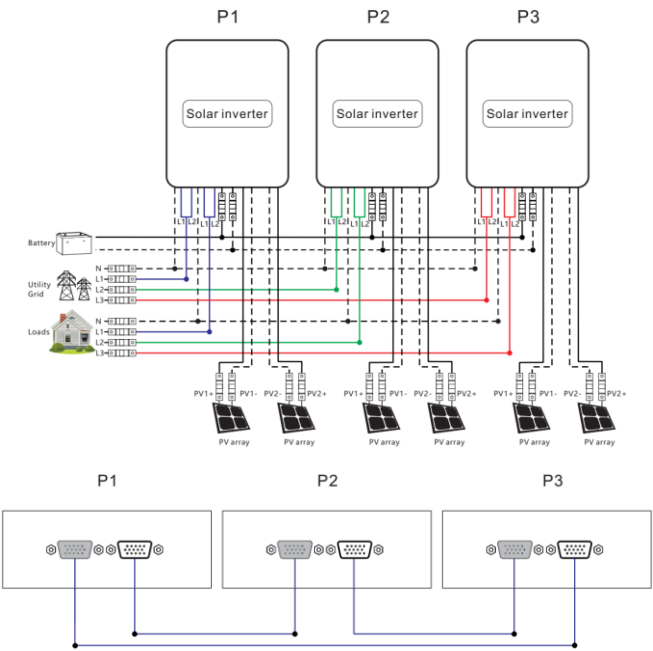 P1 P2 P3
Solar inverter Solar inverter Solar inverter
L1 L2 L1 L2 L1 L2 L1 L2 L1 L2 L1 L2
Battery
N
L1
Utility
Grid
L2
L3
N
Loads
L1
L2
L3
PV1+ PV1- PV2- PV2+ PV1+ PV1- PV2- PV2+ PV1+ PV1- PV2- PV2+
PV array PV array PV array PV array PV array PV array
P1 P2 P3